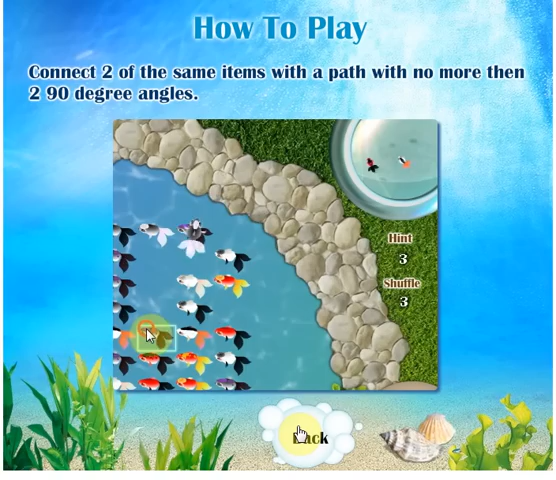 How To Play
Connect 2 of the same items with a path with no more then
2 90 degree angles.
Hint
3
Shuffle
3
Back